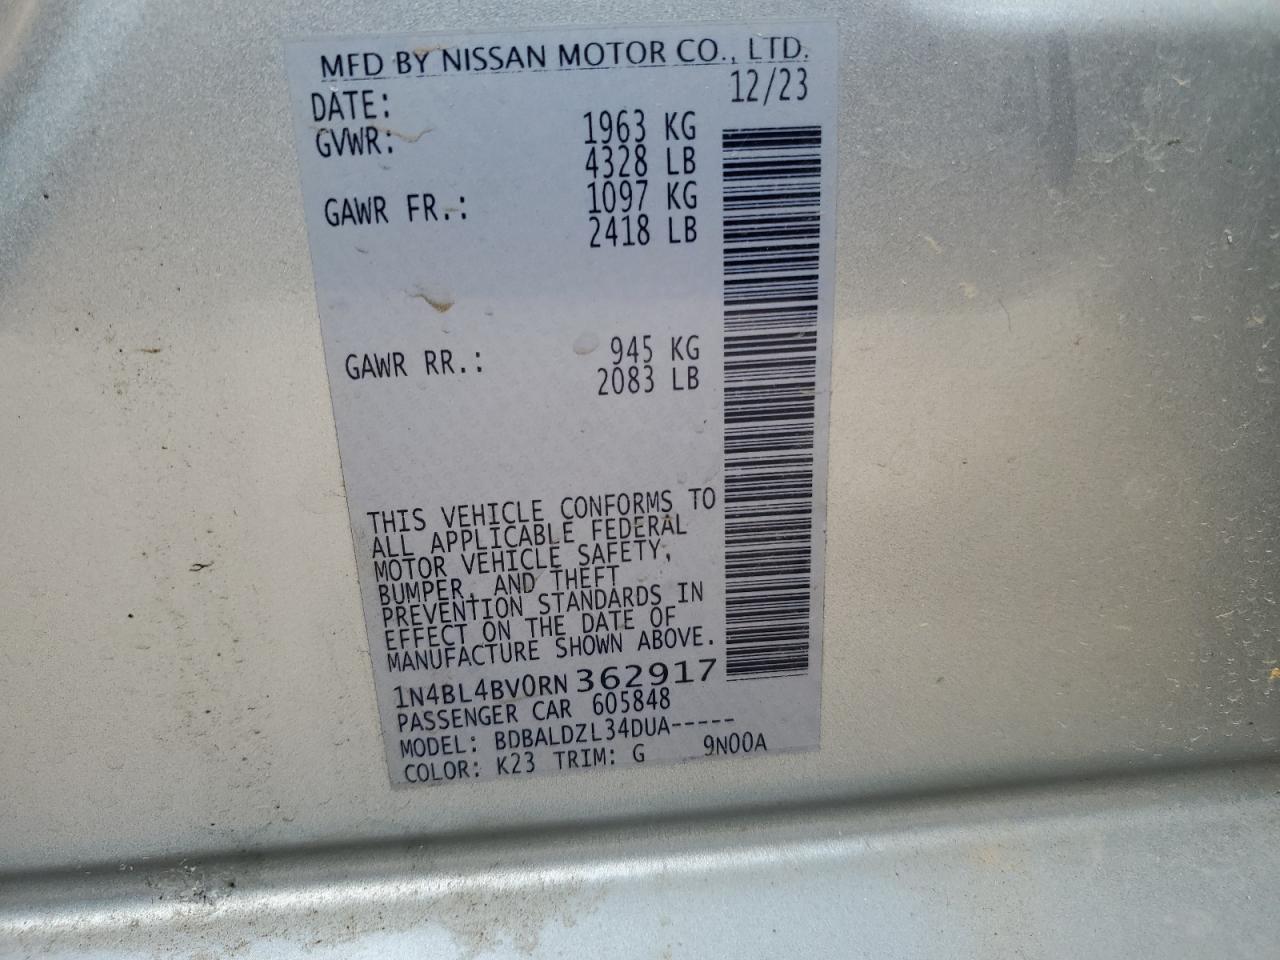 MFD BY NISSAN MOTOR CO., LTD.
DATE: 12/23
GVWR: 1963 KG
4328 LB
GAWR FR.: 1097 KG
2418 LB
GAWR RR.: 945 KG
2083 LB
THIS VEHICLE CONFORMS TO
ALL APPLICABLE FEDERAL
MOTOR VEHICLE SAFETY,
BUMPER, AND THEFT
PREVENTION STANDARDS IN
EFFECT ON THE DATE OF
MANUFACTURE SHOWN ABOVE.
1N4BL4BV0RN362917
PASSENGER CAR 605848
MODEL: BDBALDZL34DUA-----
COLOR: K23 TRIM: G 9N00A